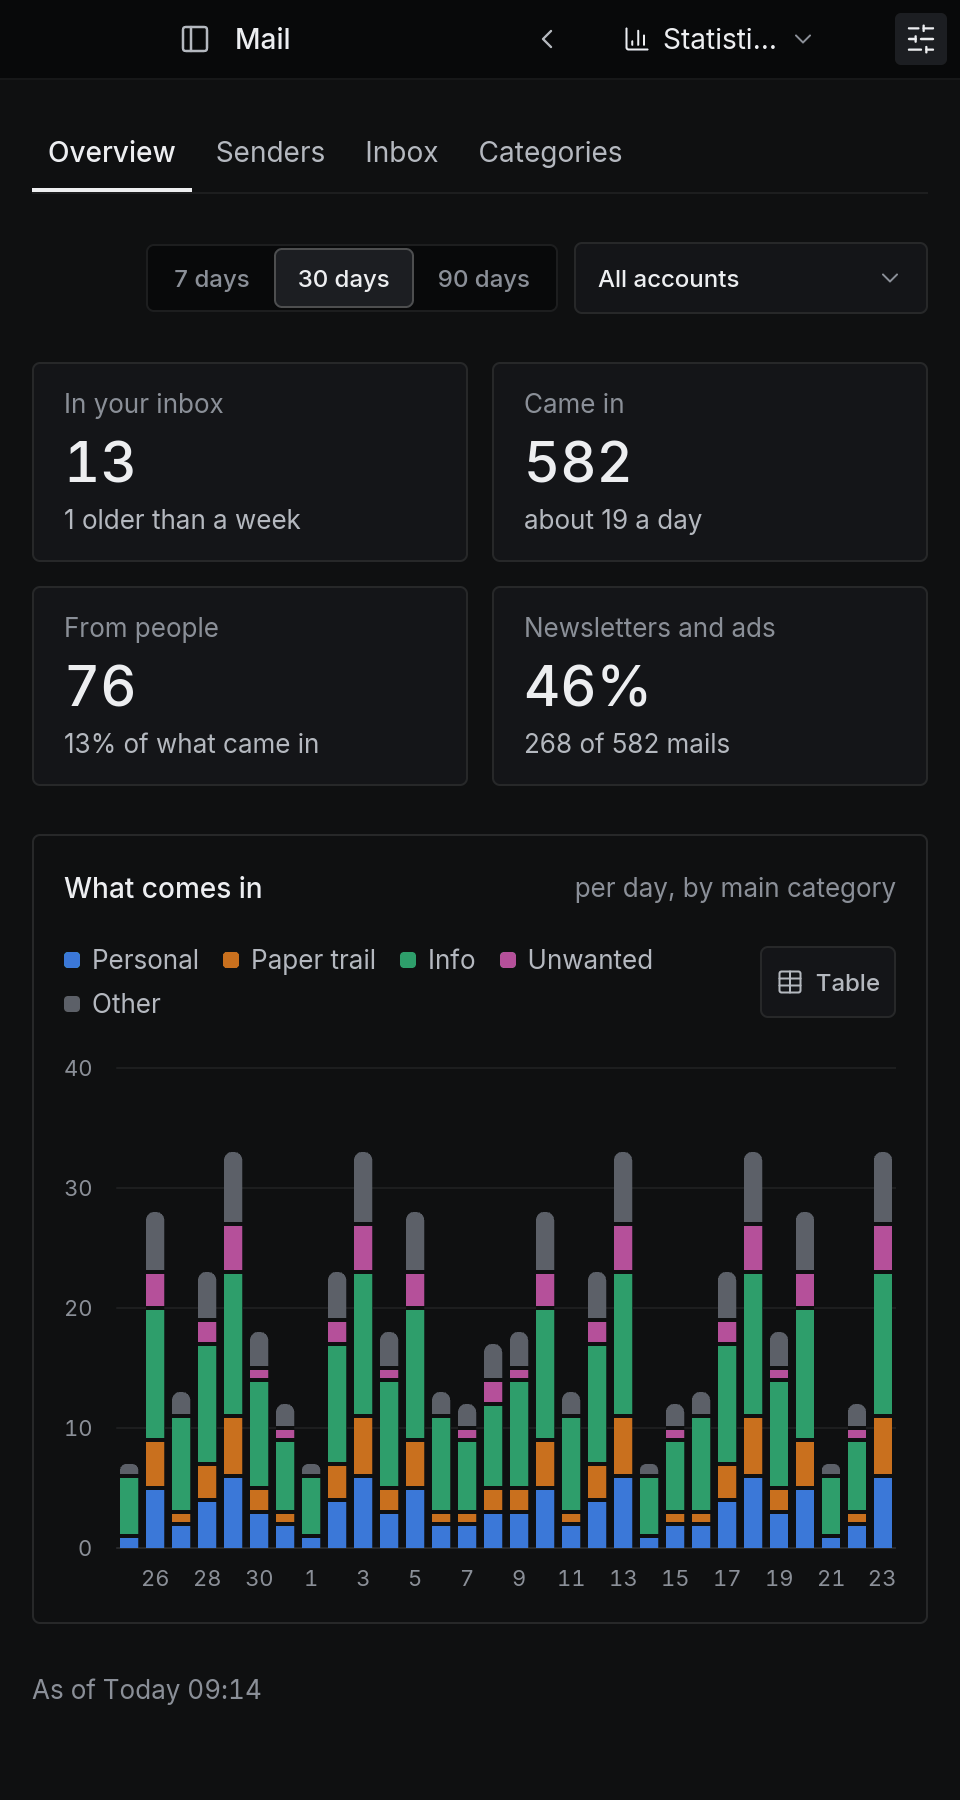 Mail
Statisti...
Overview Senders Inbox Categories
7 days 30 days 90 days All accounts
In your inbox
13
1 older than a week
Came in
582
about 19 a day
From people
76
13% of what came in
Newsletters and ads
46%
268 of 582 mails
What comes in
per day, by main category
Personal Paper trail Info Unwanted
Other
Table
40
30
20
10
0
26 28 30 1 3 5 7 9 11 13 15 17 19 21 23
As of Today 09:14